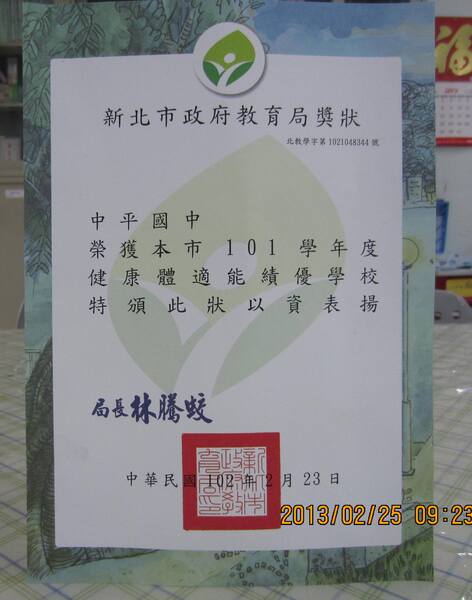 新北市政府教育局獎狀
北教學字第1021048344號
中平國中
榮獲本市101學年度
健康體適能績優學校
特頒此狀以資表揚
局長林騰蛟
中華民國102年2月23日
2013/02/25 09:23
福